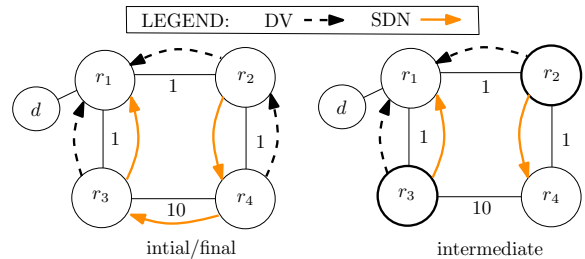 LEGEND: DV SDN
r1 r2 r1 r2
1 1
d d
1 1 1 1
r3 r4 r3 r4
10 10
intial/final intermediate